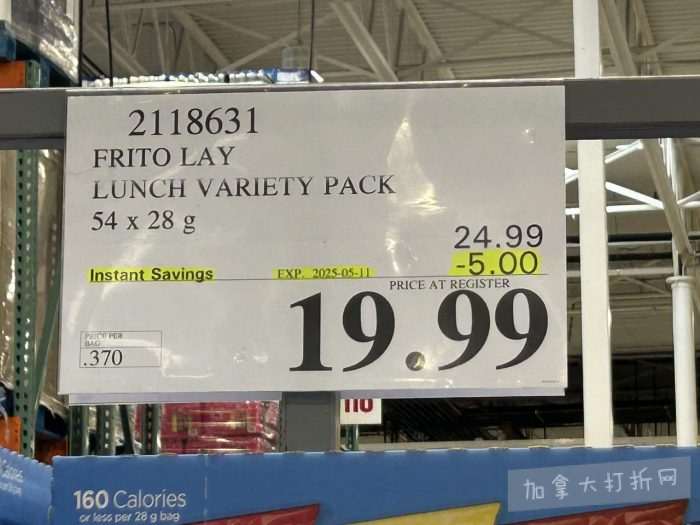 2118631
FRITO LAY
LUNCH VARIETY PACK
54 x 28 g
24.99
Instant Savings EXP. 2025-05-11 -5.00
PRICE AT REGISTER
19.99
PRICE PER
BAG
.370
160 Calories
or less per 28 g bag
加拿大打折网